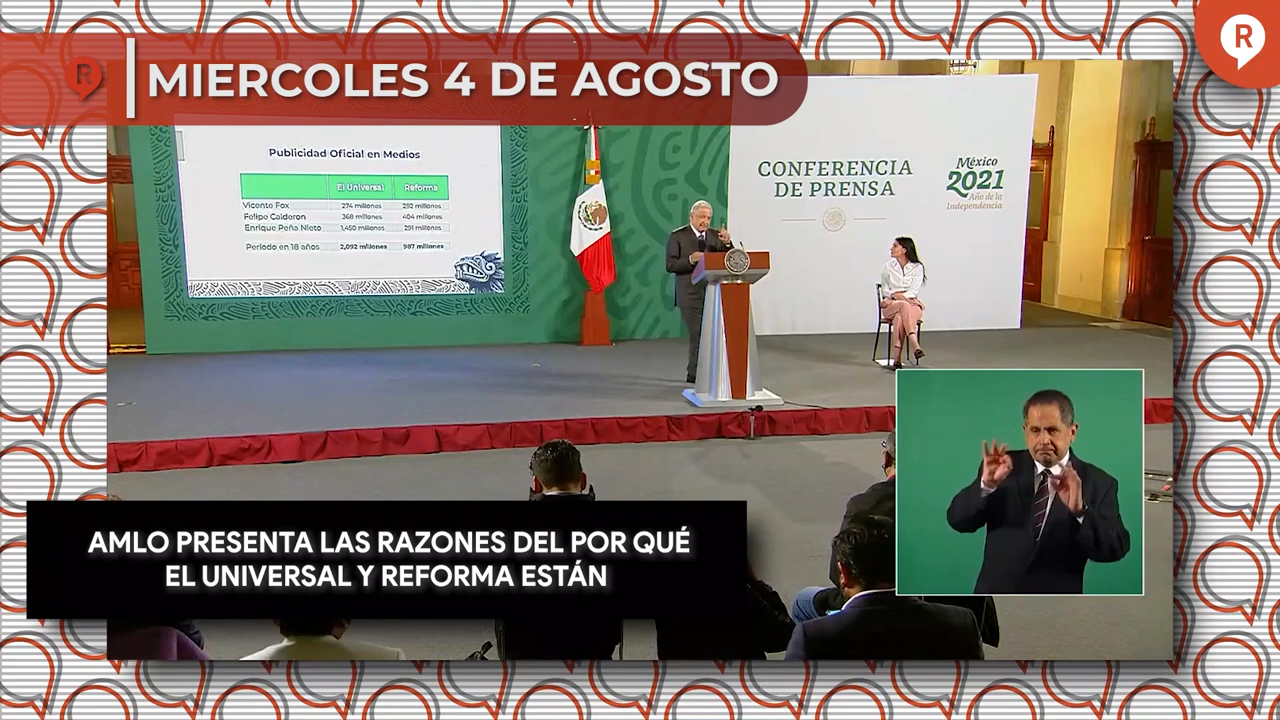 R
R
MIERCOLES 4 DE AGOSTO
Publicidad Oficial en Medios
El Universal Reforma
Vicente Fox 274 millones 292 millones
Felipe Calderon 368 millones 404 millones
Enrique Peña Nieto 1,450 millones 291 millones
Periodo en 18 años 2,092 millones 987 millones
CONFERENCIA
DE PRENSA
México
2021
Año de la
Independencia
AMLO PRESENTA LAS RAZONES DEL POR QUÉ
EL UNIVERSAL Y REFORMA ESTÁN